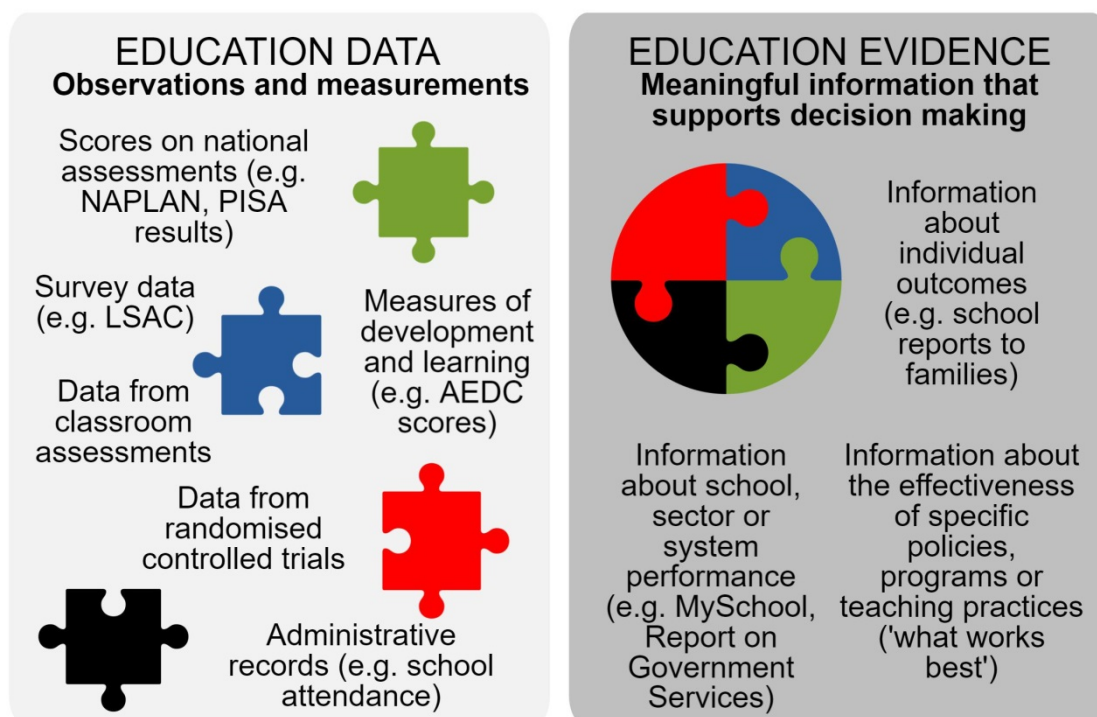 EDUCATION DATA
Observations and measurements
Scores on national
assessments (e.g.
NAPLAN, PISA
results)
Survey data
(e.g. LSAC)
Measures of
development
and learning
(e.g. AEDC
scores)
Data from
classroom
assessments
Data from
randomised
controlled trials
Administrative
records (e.g. school
attendance)
EDUCATION EVIDENCE
Meaningful information that
supports decision making
Information
about
individual
outcomes
(e.g. school
reports to
families)
Information
about school,
sector or
system
performance
(e.g. MySchool,
Report on
Government
Services)
Information about
the effectiveness
of specific
policies,
programs or
teaching practices
('what works
best')